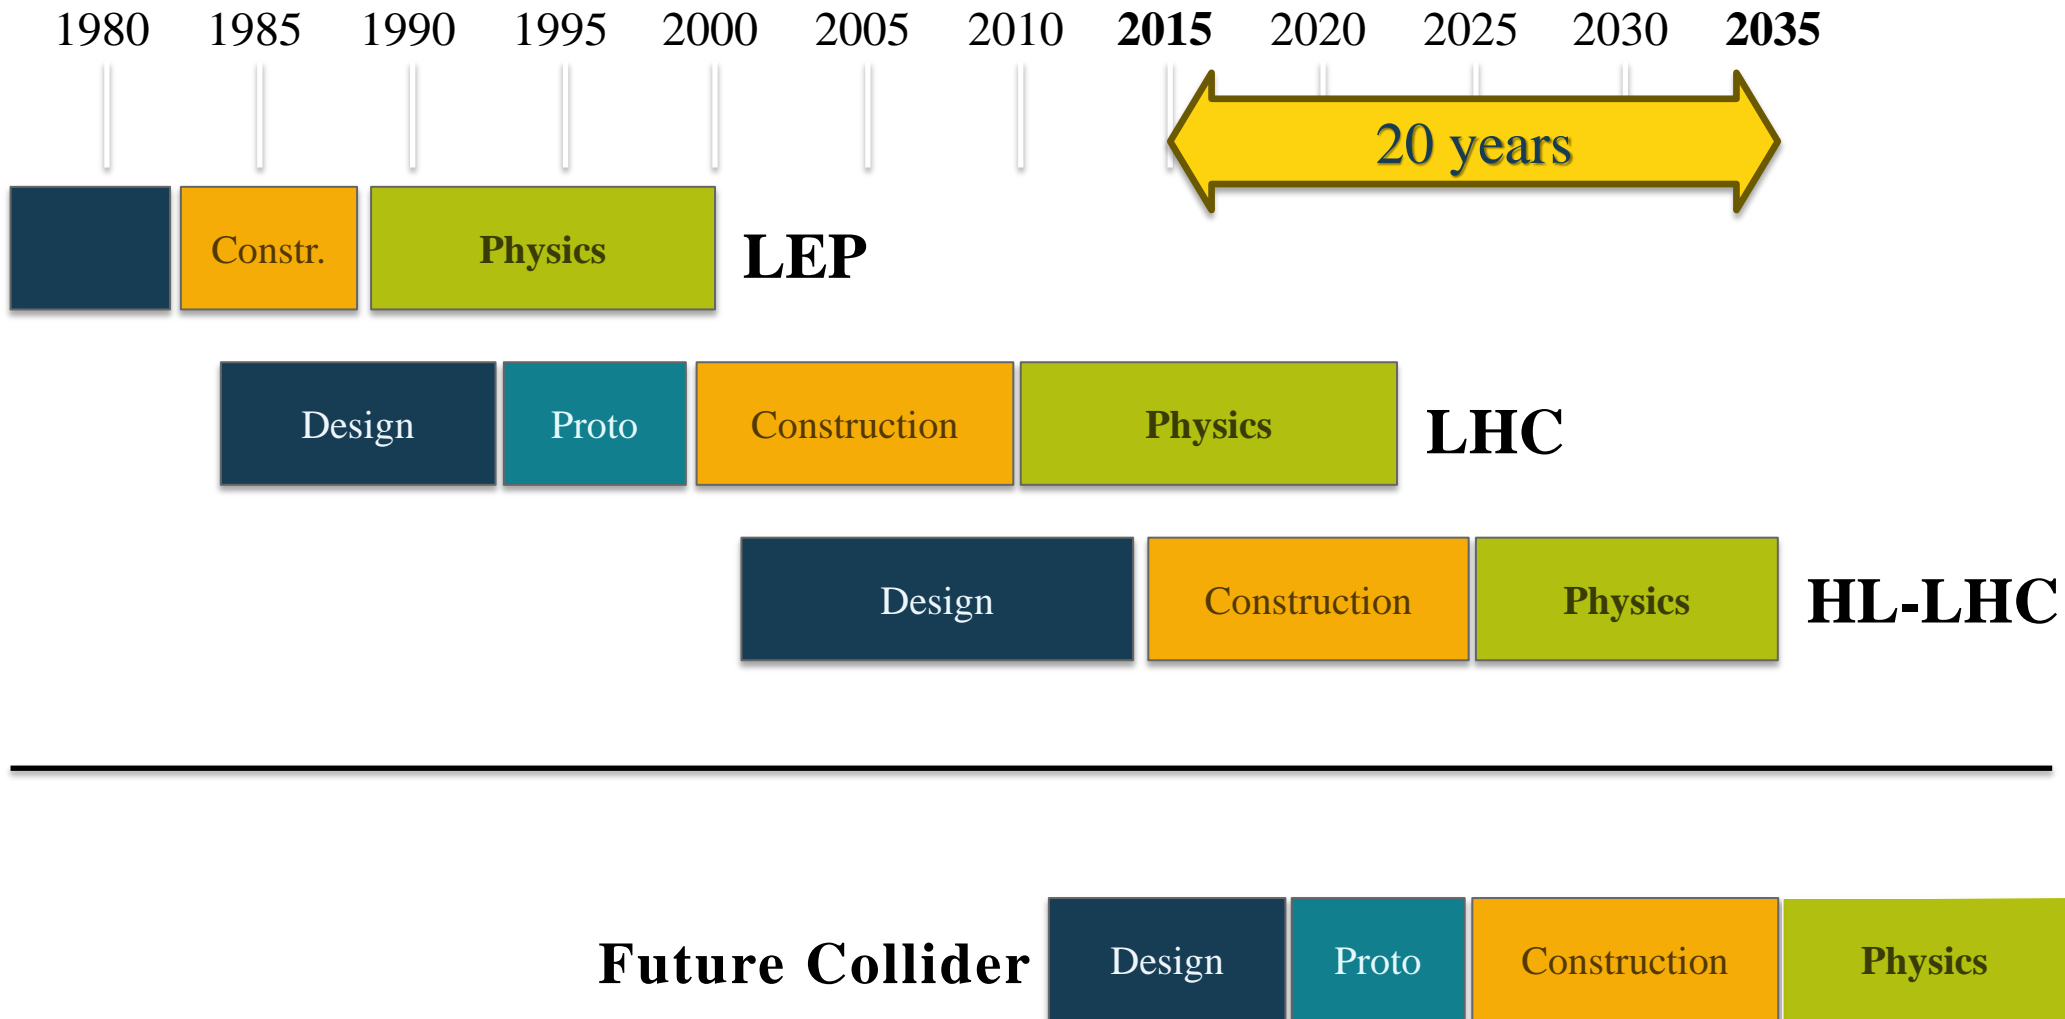 1980 1985 1990 1995 2000 2005 2010 2015 2020 2025 2030 2035
20 years
Constr. Physics LEP
Design Proto Construction Physics LHC
Design Construction Physics HL-LHC
Future Collider Design Proto Construction Physics